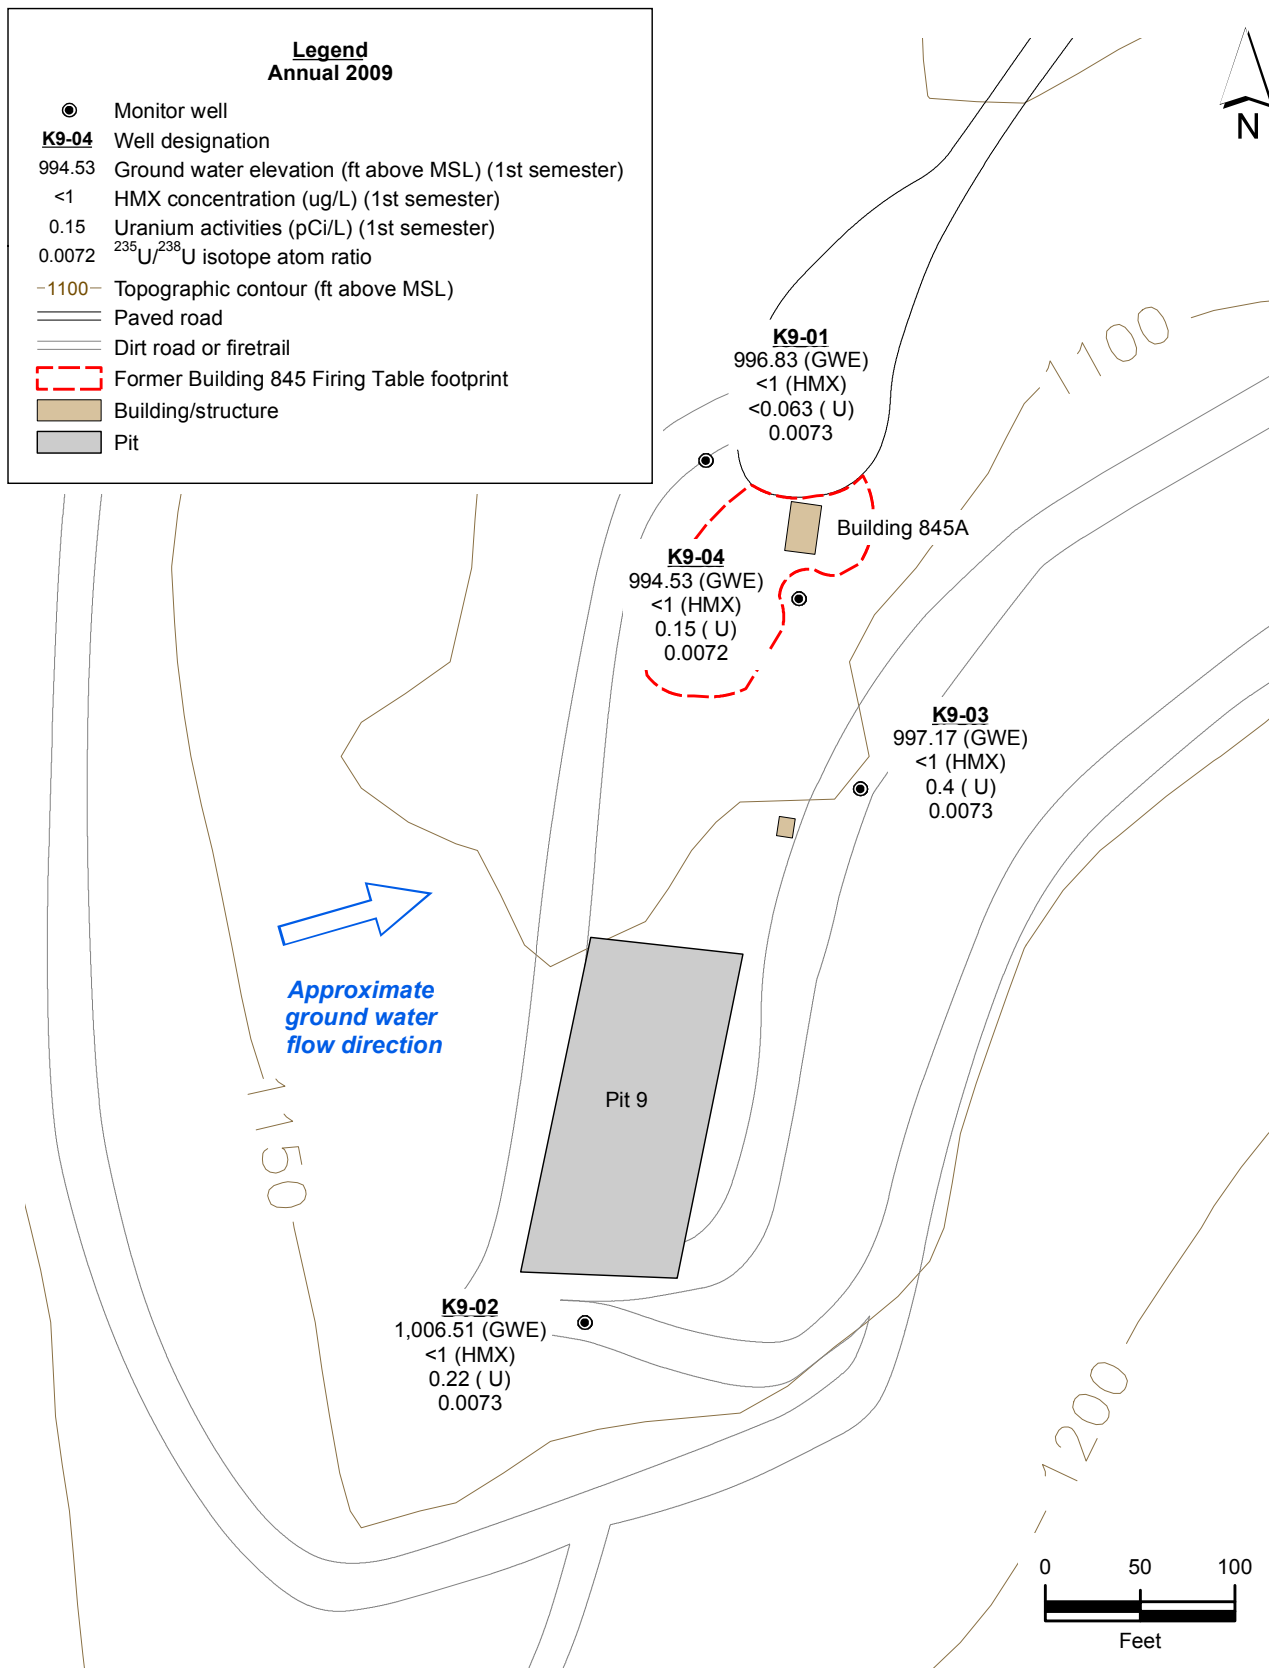 Legend
Annual 2009
Monitor well
K9-04 Well designation
994.53 Ground water elevation (ft above MSL) (1st semester)
<1 HMX concentration (ug/L) (1st semester)
0.15 Uranium activities (pCi/L) (1st semester)
0.0072 235U/238U isotope atom ratio
1100 Topographic contour (ft above MSL)
Paved road
Dirt road or firetrail
Former Building 845 Firing Table footprint
Building/structure
Pit
N
K9-01
996.83 (GWE)
<1 (HMX)
<0.063 ( U)
0.0073
1100
Building 845A
K9-04
994.53 (GWE)
<1 (HMX)
0.15 ( U)
0.0072
K9-03
997.17 (GWE)
<1 (HMX)
0.4 ( U)
0.0073
Approximate
ground water
flow direction
1150
Pit 9
K9-02
1,006.51 (GWE)
<1 (HMX)
0.22 ( U)
0.0073
1200
0 50 100
Feet